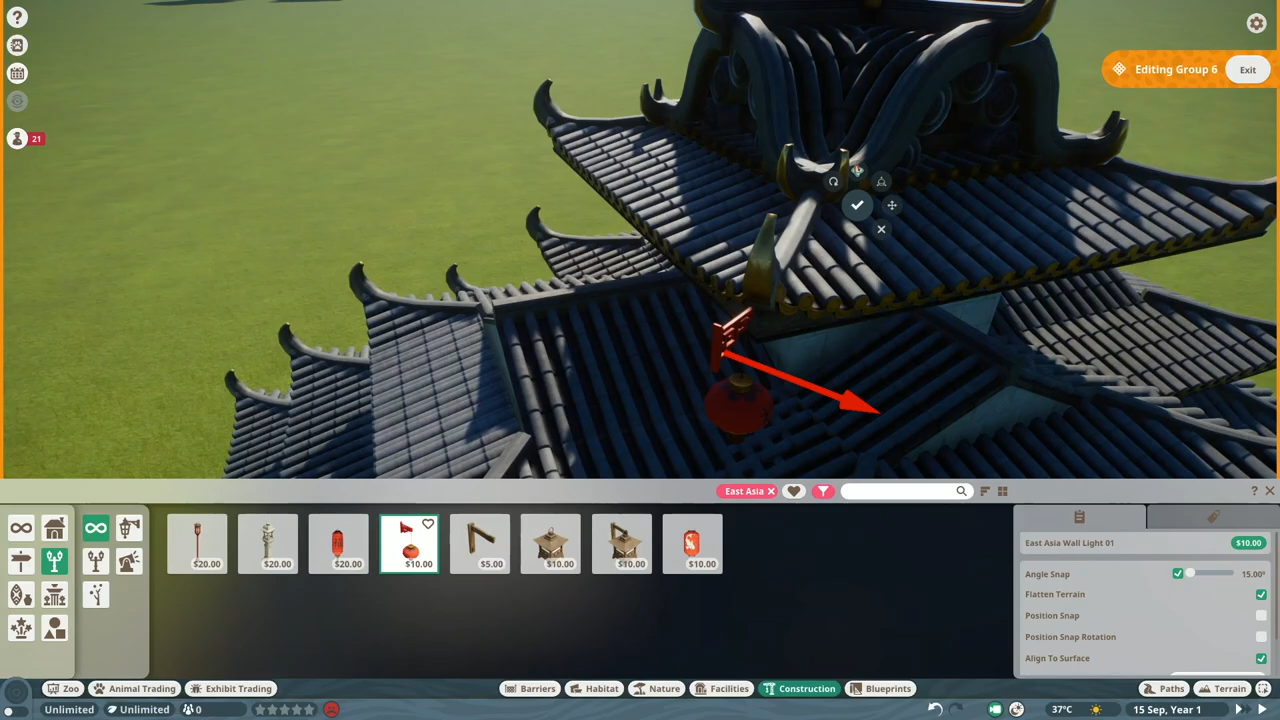 ?
Editing Group 6
Exit
21
East Asia ×
? ×
$20.00
$20.00
$20.00
$10.00
$5.00
$10.00
$10.00
$10.00
East Asia Wall Light 01
$10.00
Angle Snap
15.00°
Flatten Terrain
Position Snap
Position Snap Rotation
Align To Surface
Zoo
Animal Trading
Exhibit Trading
Barriers
Habitat
Nature
Facilities
Construction
Blueprints
Paths
Terrain
Unlimited
Unlimited
0
37°C
15 Sep, Year 1